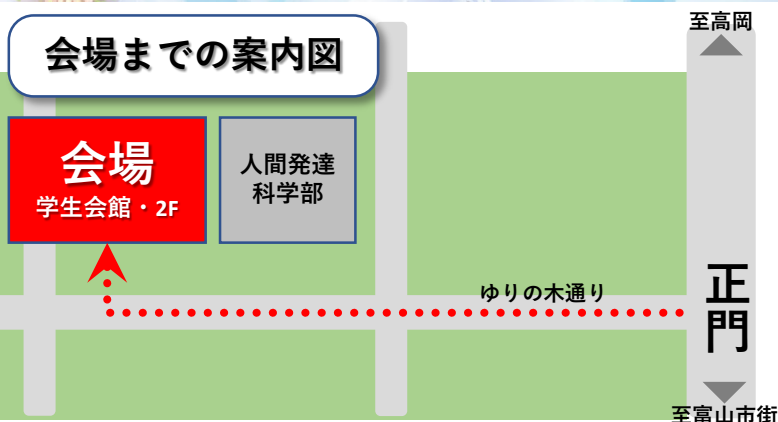 会場までの案内図
至高岡
会場
学生会館・2F
人間発達
科学部
ゆりの木通り
正門
至富山市街